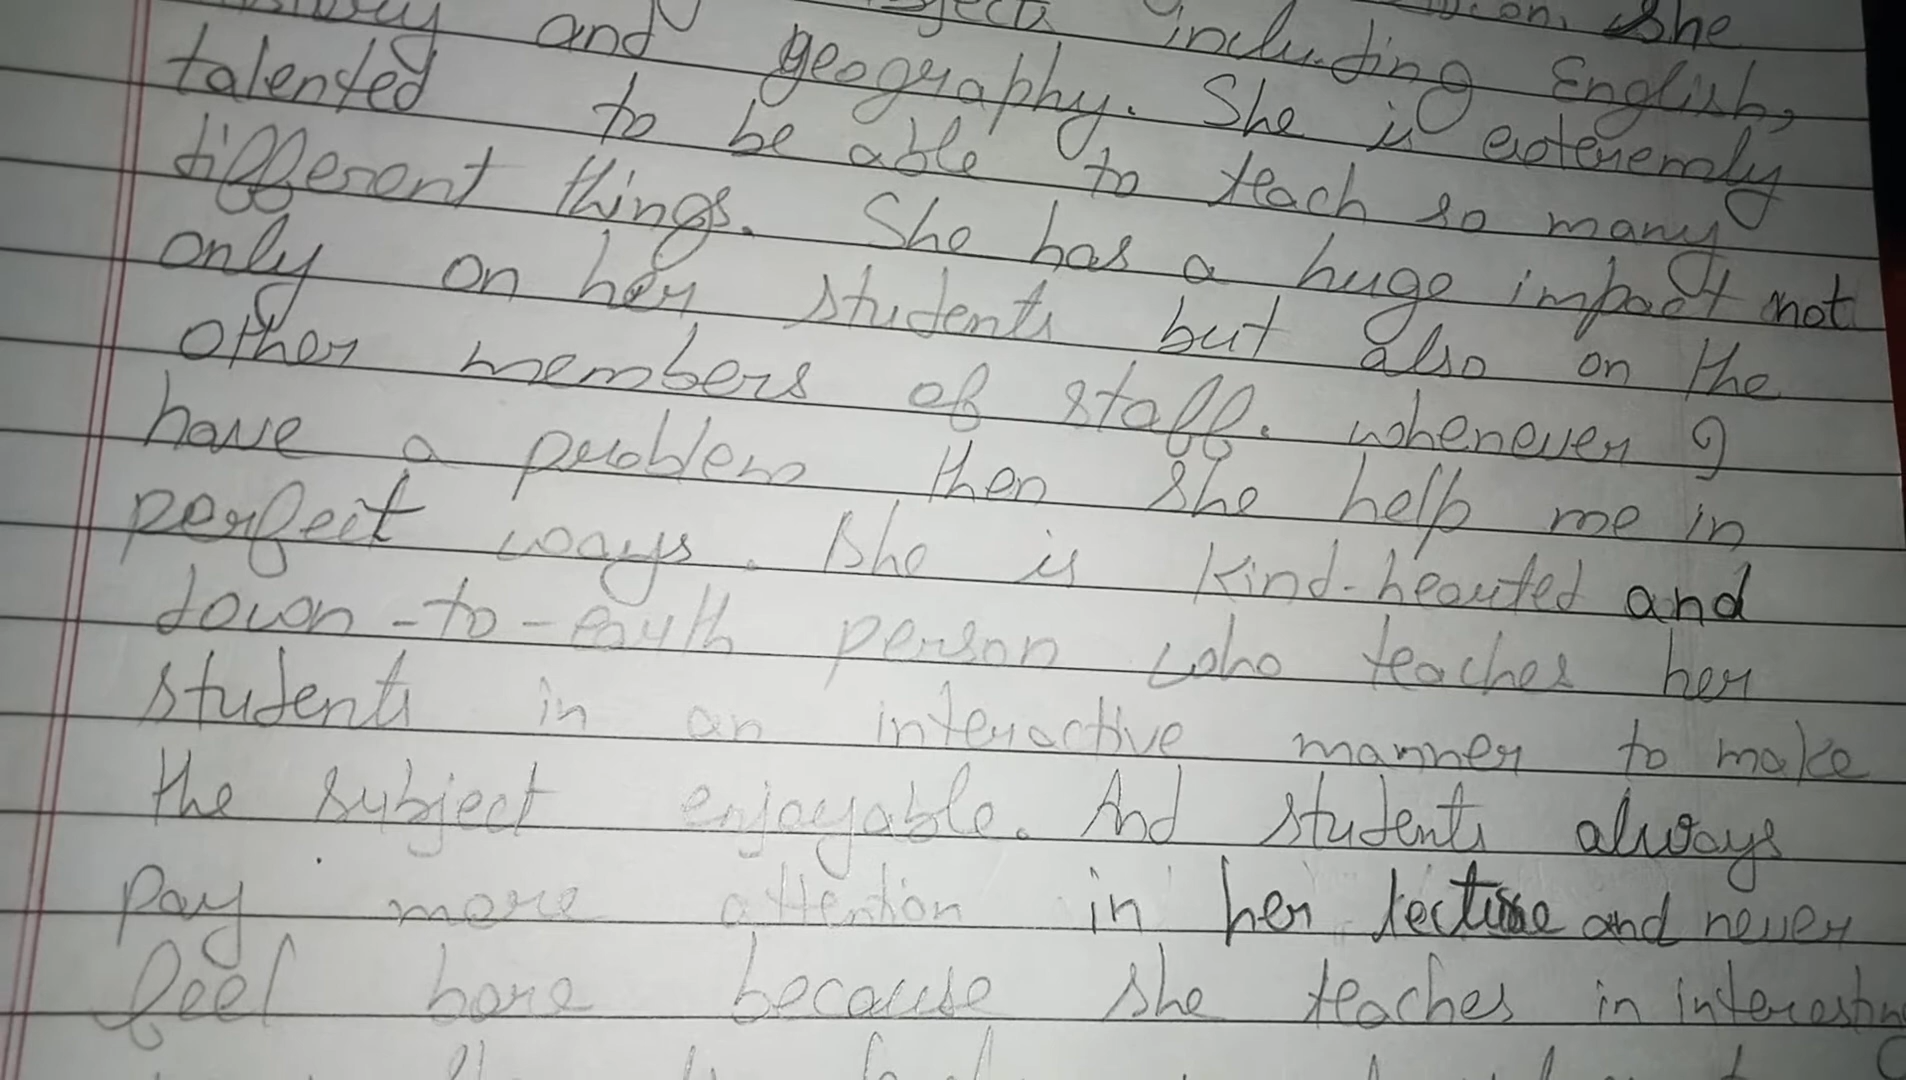 She
including English,
and geography. She is exteremly
talented to be able to teach so many
different things. She has a huge impact not
only on her students but also on the
other members of staff. whenever I
have a problem then she help me in
perfect ways. She is kind-hearted and
down-to-earth person who teaches her
students in an interactive manner to make
the subject enjoyable. And students always
pay more attention in her lecture and never
feel bore because she teaches in interesting